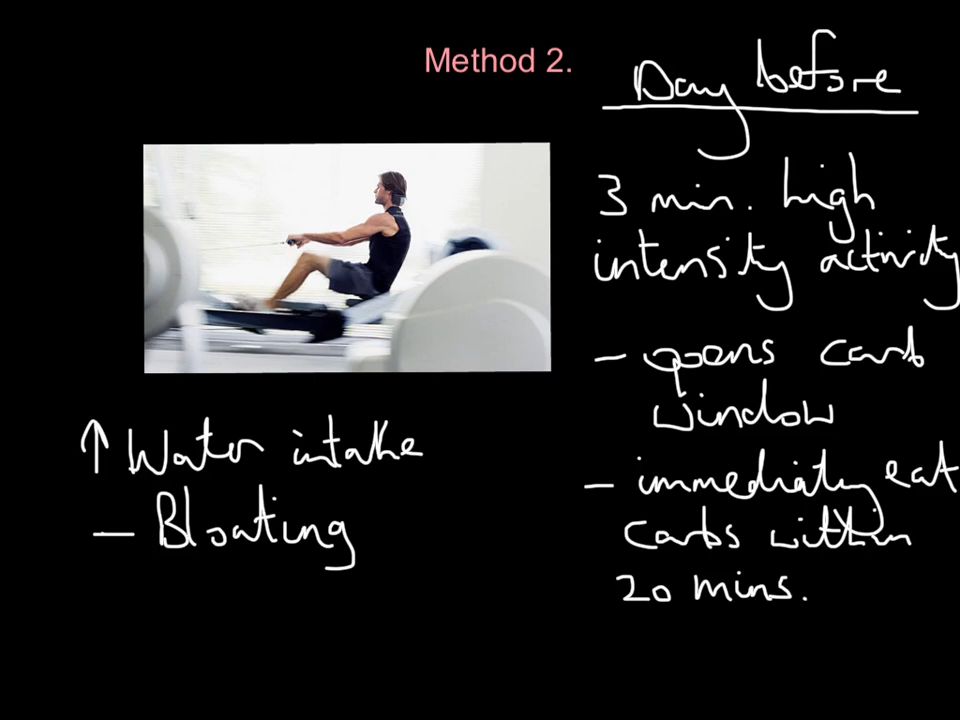 Method 2.
Day before
3 min. high
intensity activity
- opens carb
window
- immediatley eat
carbs within
20 mins.
↑ Water intake
- Bloating